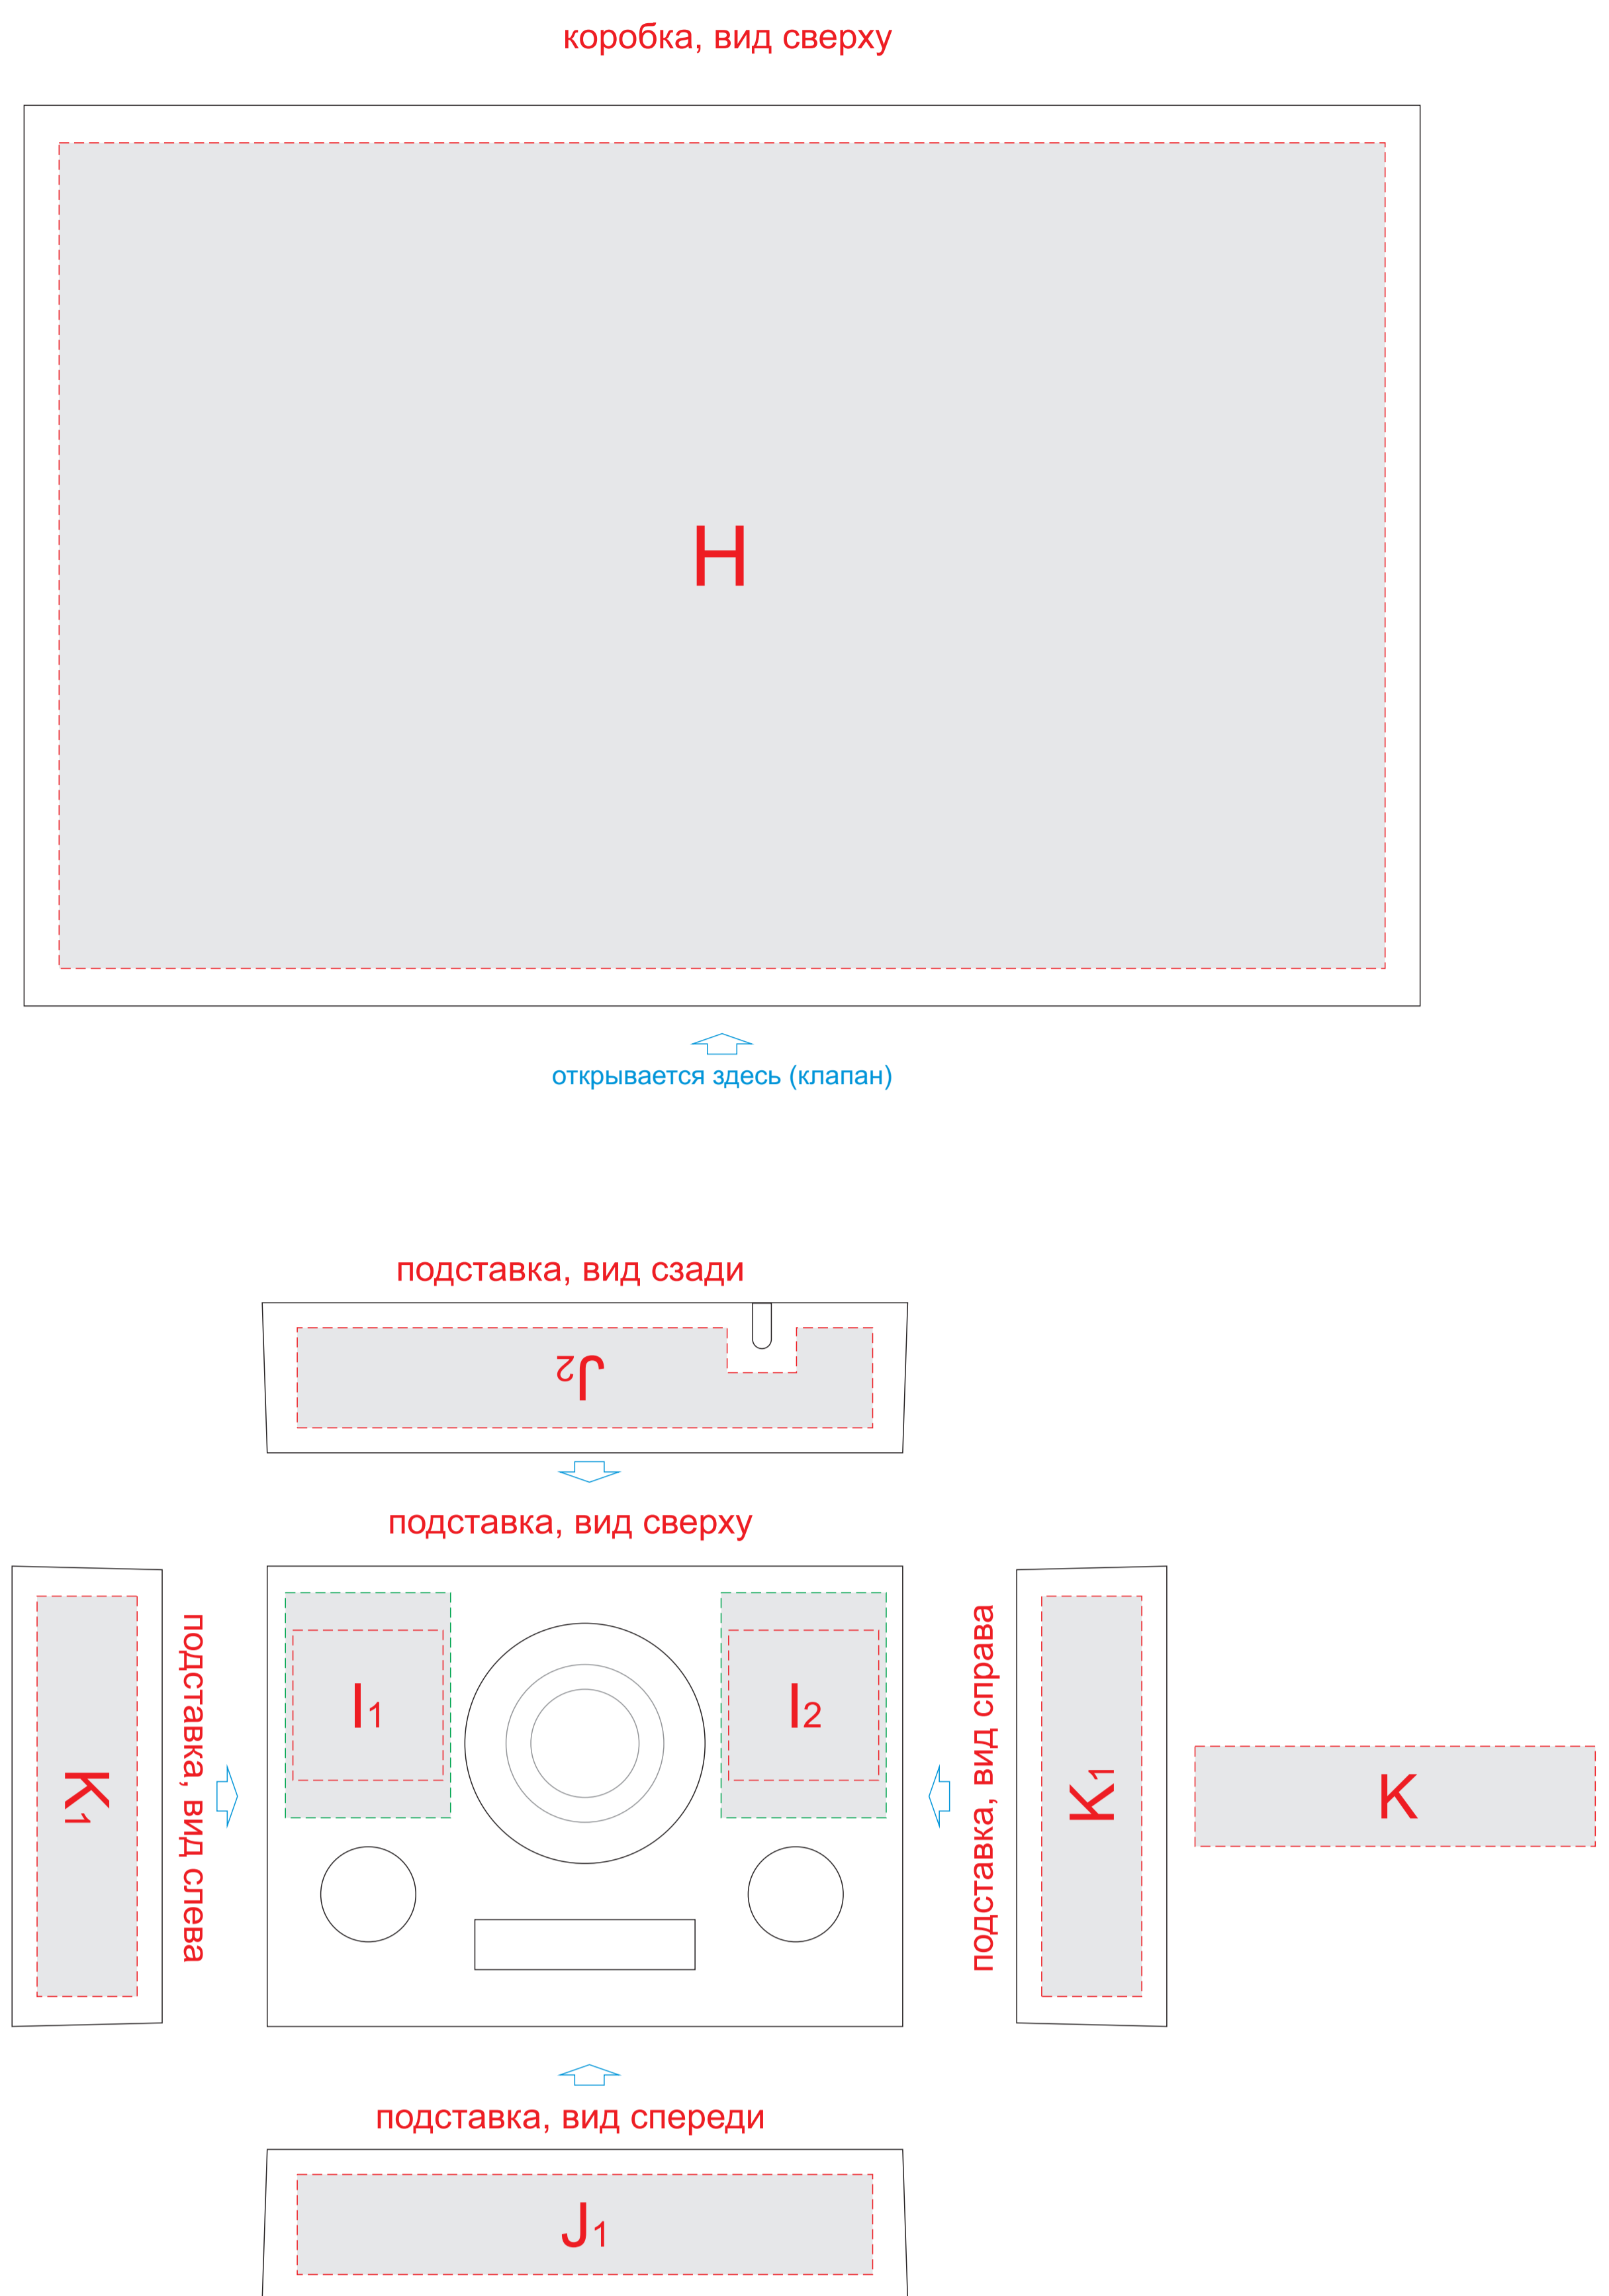 коробка, вид сверху
H
открывается здесь (клапан)
подставка, вид сзади
J2
подставка, вид сверху
K1
подставка, вид слева
I1
I2
подставка, вид справа
K1
K
подставка, вид спереди
J1